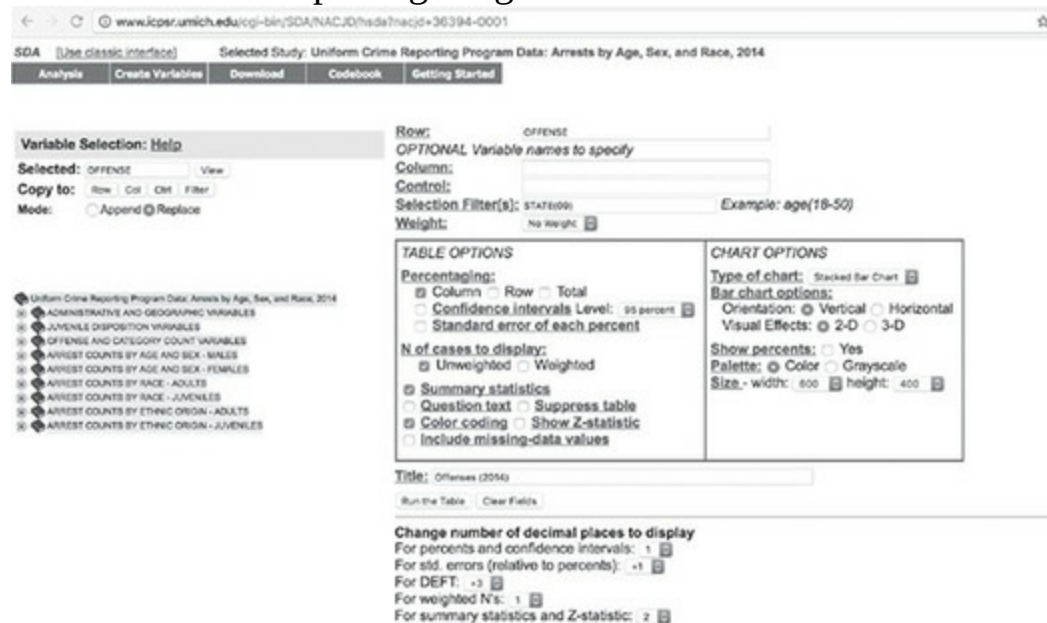 www.icpsr.umich.edu/cgi-bin/SDA/NACJD/hsda?nacjd+36394-0001
SDA [Use classic interface] Selected Study: Uniform Crime Reporting Program Data: Arrests by Age, Sex, and Race, 2014
Analysis Create Variables Download Codebook Getting Started
Variable Selection: Help
Selected: OFFENSE View
Copy to: Row Col Ctrl Filter
Mode: Append Replace
Uniform Crime Reporting Program Data: Arrests by Age, Sex, and Race, 2014
ADMINISTRATIVE AND GEOGRAPHIC VARIABLES
JUVENILE DISPOSITION VARIABLES
OFFENSE AND CATEGORY COUNT VARIABLES
ARREST COUNTS BY AGE AND SEX - MALES
ARREST COUNTS BY AGE AND SEX - FEMALES
ARREST COUNTS BY RACE - ADULTS
ARREST COUNTS BY RACE - JUVENILES
ARREST COUNTS BY ETHNIC ORIGIN - ADULTS
ARREST COUNTS BY ETHNIC ORIGIN - JUVENILES
Row: OFFENSE
OPTIONAL Variable names to specify
Column:
Control:
Selection Filter(s): STATE(09) Example: age(18-50)
Weight: No Weight
TABLE OPTIONS
Percentaging:
Column Row Total
Confidence intervals Level: 95 percent
Standard error of each percent
N of cases to display:
Unweighted Weighted
Summary statistics
Question text Suppress table
Color coding Show Z-statistic
Include missing-data values
CHART OPTIONS
Type of chart: Stacked Bar Chart
Bar chart options:
Orientation: Vertical Horizontal
Visual Effects: 2-D 3-D
Show percents: Yes
Palette: Color Grayscale
Size - width: 600 height: 400
Title: Offenses (2014)
Run the Table Clear Fields
Change number of decimal places to display
For percents and confidence intervals: 1
For std. errors (relative to percents): +1
For DEFT: +3
For weighted N's: 1
For summary statistics and Z-statistic: 2